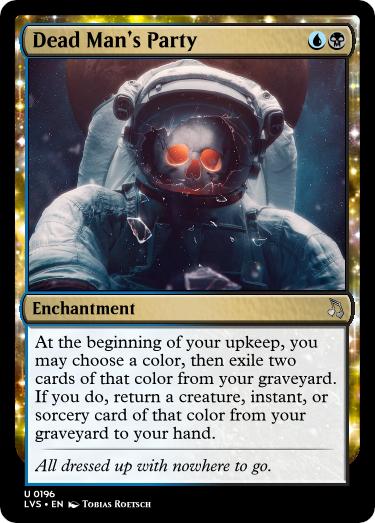 Dead Man's Party
Enchantment
At the beginning of your upkeep, you
may choose a color, then exile two
cards of that color from your graveyard.
If you do, return a creature, instant, or
sorcery card of that color from your
graveyard to your hand.
All dressed up with nowhere to go.
U 0196
LVS • EN Tobias Roetsch